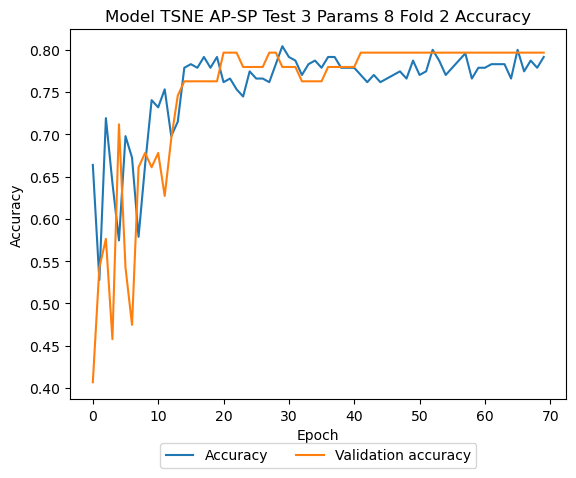 Model TSNE AP-SP Test 3 Params 8 Fold 2 Accuracy
0.80
0.75
0.70
0.65
0.60
0.55
0.50
0.45
0.40
Accuracy
0 10 20 30 40 50 60 70
Epoch
Accuracy Validation accuracy